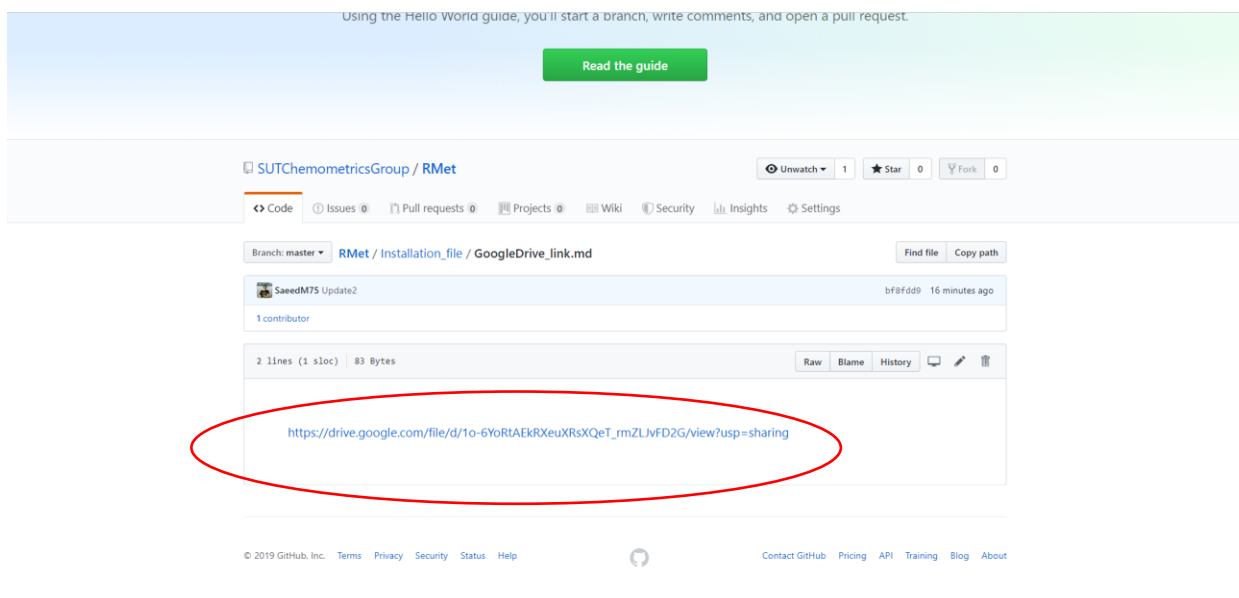 Using the Hello World guide, you'll start a branch, write comments, and open a pull request.
Read the guide
SUTChemometricsGroup / RMet
Unwatch 1 Star 0 Fork 0
Code Issues 0 Pull requests 0 Projects 0 Wiki Security Insights Settings
Branch: master RMet / Installation_file / GoogleDrive_link.md Find file Copy path
SaeedM75 Update2 bf8fdd9 16 minutes ago
1 contributor
2 lines (1 sloc) 83 Bytes Raw Blame History
https://drive.google.com/file/d/1o-6YoRtAEkRXeuXRsXQeT_rmZLJvFD2G/view?usp=sharing
© 2019 GitHub, Inc. Terms Privacy Security Status Help Contact GitHub Pricing API Training Blog About